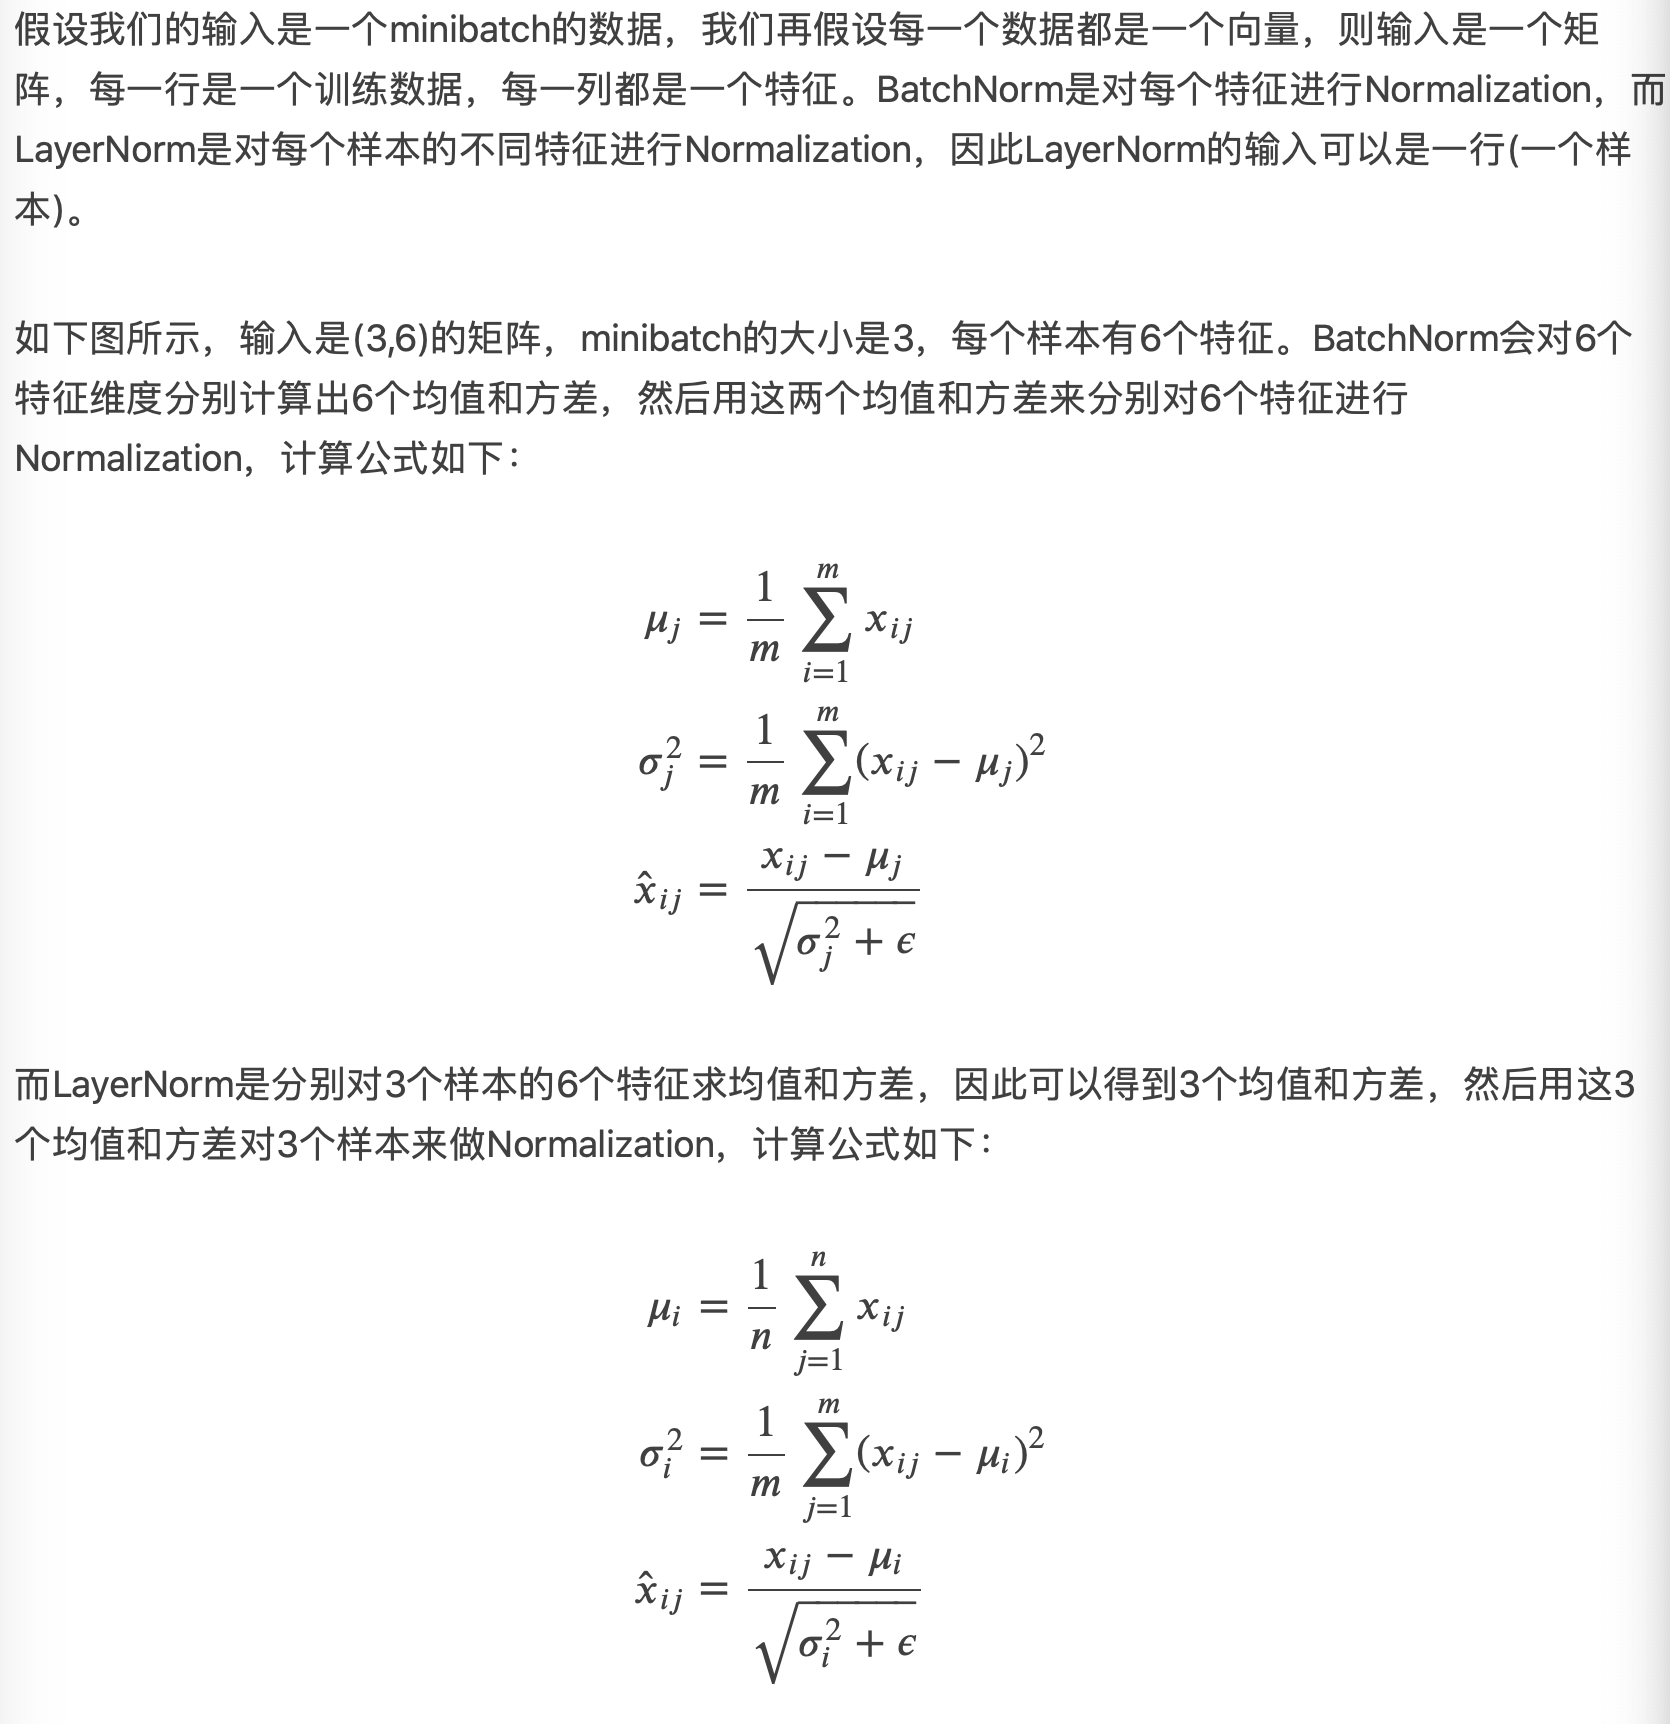 假设我们的输入是一个minibatch的数据，我们再假设每一个数据都是一个向量，则输入是一个矩
阵，每一行是一个训练数据，每一列都是一个特征。BatchNorm是对每个特征进行Normalization，而
LayerNorm是对每个样本的不同特征进行Normalization，因此LayerNorm的输入可以是一行(一个样
本)。
如下图所示，输入是(3,6)的矩阵，minibatch的大小是3，每个样本有6个特征。BatchNorm会对6个
特征维度分别计算出6个均值和方差，然后用这两个均值和方差来分别对6个特征进行
Normalization，计算公式如下：
$\mu_j = \frac{1}{m} \sum_{i=1}^{m} x_{ij}$
$\sigma_j^2 = \frac{1}{m} \sum_{i=1}^{m} (x_{ij} - \mu_j)^2$
$\hat{x}_{ij} = \frac{x_{ij} - \mu_j}{\sqrt{\sigma_j^2 + \epsilon}}$
而LayerNorm是分别对3个样本的6个特征求均值和方差，因此可以得到3个均值和方差，然后用这3
个均值和方差对3个样本来做Normalization，计算公式如下：
$\mu_i = \frac{1}{n} \sum_{j=1}^{n} x_{ij}$
$\sigma_i^2 = \frac{1}{m} \sum_{j=1}^{m} (x_{ij} - \mu_i)^2$
$\hat{x}_{ij} = \frac{x_{ij} - \mu_i}{\sqrt{\sigma_i^2 + \epsilon}}$